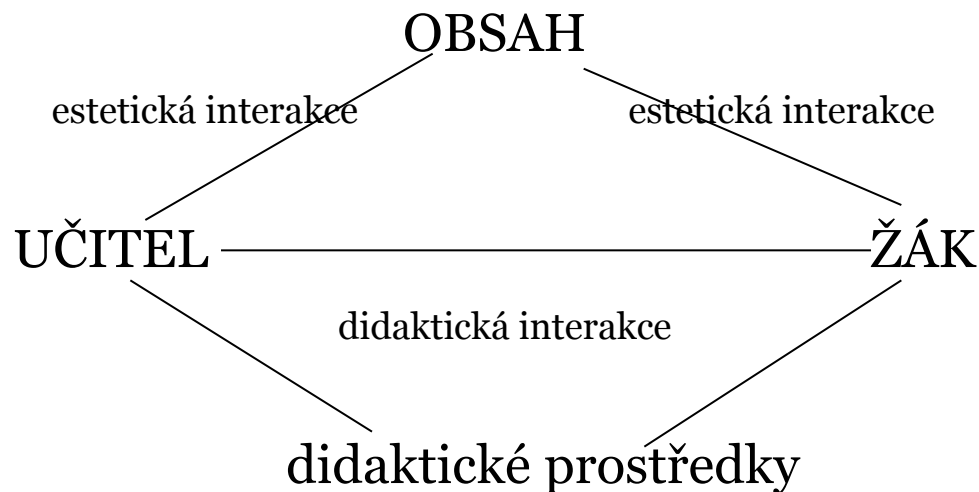 OBSAH
estetická interakce
estetická interakce
UČITEL
ŽÁK
didaktická interakce
didaktické prostředky